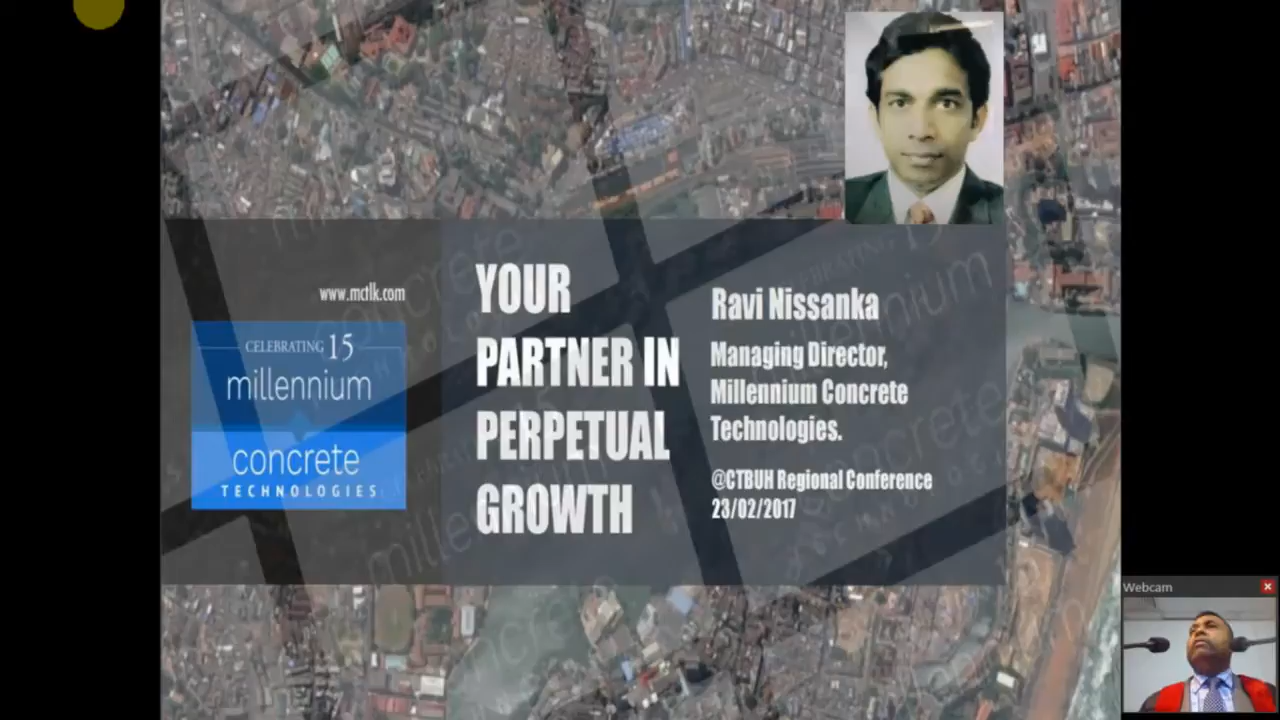 www.mctlk.com
CELEBRATING 15
millennium
concrete
TECHNOLOGIES
YOUR
PARTNER IN
PERPETUAL
GROWTH
Ravi Nissanka
Managing Director,
Millennium Concrete
Technologies.
@CTBUH Regional Conference
23/02/2017
Webcam